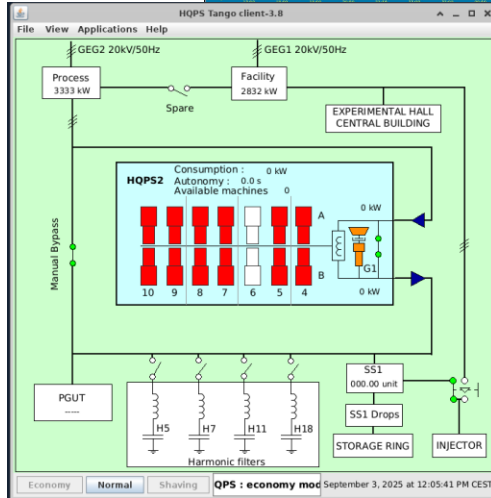 HQPS Tango client-3.8
File View Applications Help
GEG2 20kV/50Hz
GEG1 20kV/50Hz
Process
3333 kW
Facility
2832 kW
Spare
EXPERIMENTAL HALL
CENTRAL BUILDING
HQPS2
Consumption : 0 kW
Autonomy : 0.0 s
Available machines 0
A
0 kW
Manual Bypass
G1
B
0 kW
10 9 8 7 6 5 4
PGUT
-----
H5 H7 H11 H18
Harmonic filters
SS1
000.00 unit
SS1 Drops
STORAGE RING
INJECTOR
Economy Normal Shaving QPS : economy mod September 3, 2025 at 12:05:41 PM CEST